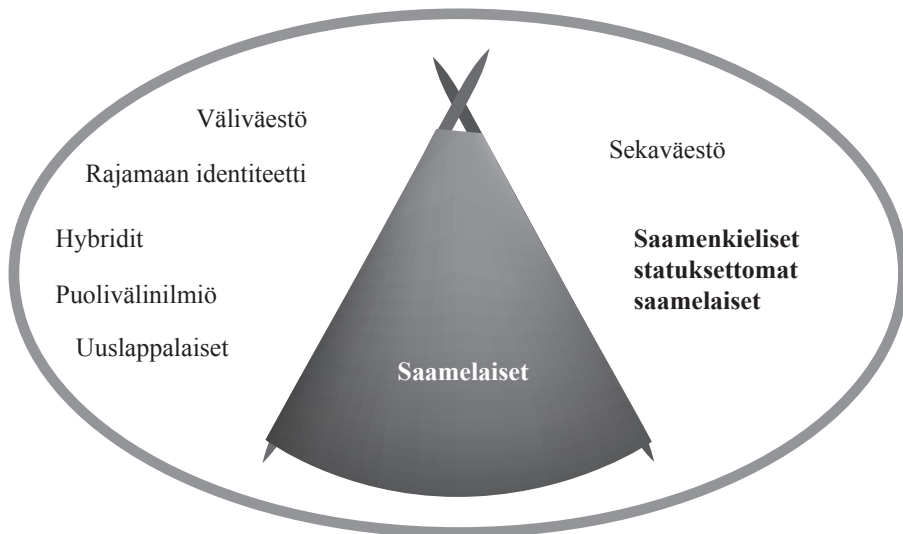 Väliväestö
Rajamaan identiteetti
Hybridit
Puolivälinilmiö
Uuslappalaiset
Saamelaiset
Sekaväestö
Saamenkieliset
statuksettomat
saamelaiset